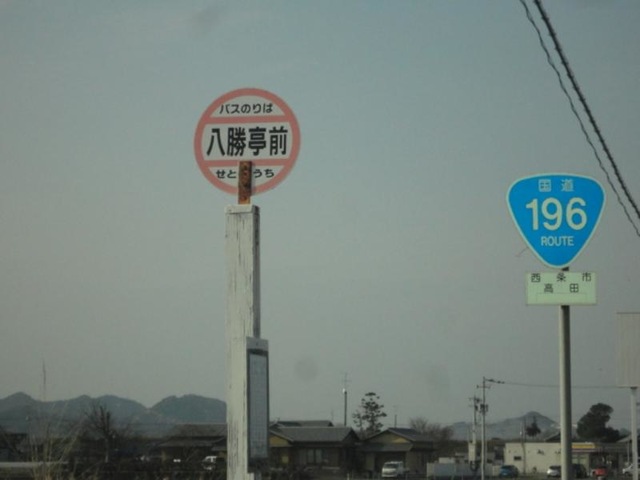 バスのりば
八勝亭前
せとうち
国道
196
ROUTE
西条市
高田